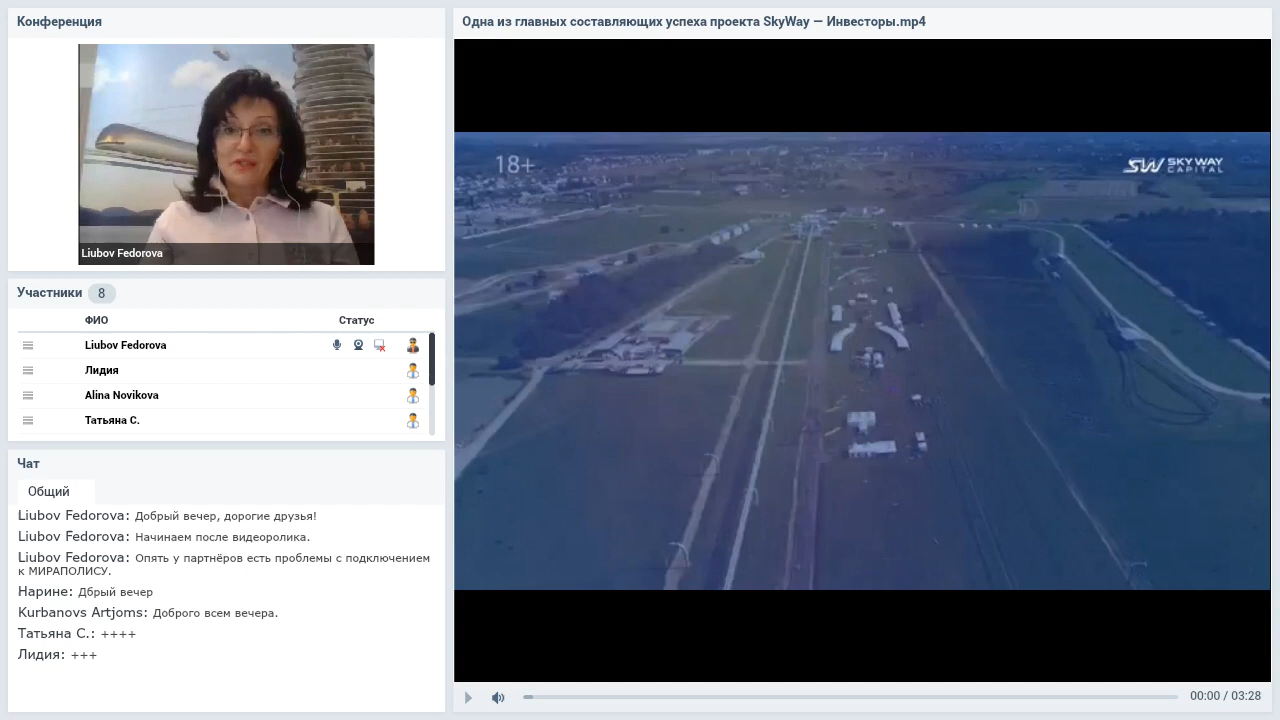 Конференция
Liubov Fedorova
Участники 8
ФИО Статус
Liubov Fedorova
Лидия
Alina Novikova
Татьяна С.
Чат
Общий
Liubov Fedorova: Добрый вечер, дорогие друзья!
Liubov Fedorova: Начинаем после видеоролика.
Liubov Fedorova: Опять у партнёров есть проблемы с подключением
к МИРАПОЛИСУ.
Нарине: Дбрый вечер
Kurbanovs Artjoms: Доброго всем вечера.
Татьяна С.: ++++
Лидия: +++
Одна из главных составляющих успеха проекта SkyWay — Инвесторы.mp4
18+
SW SKY WAY
CAPITAL
00:00 / 03:28